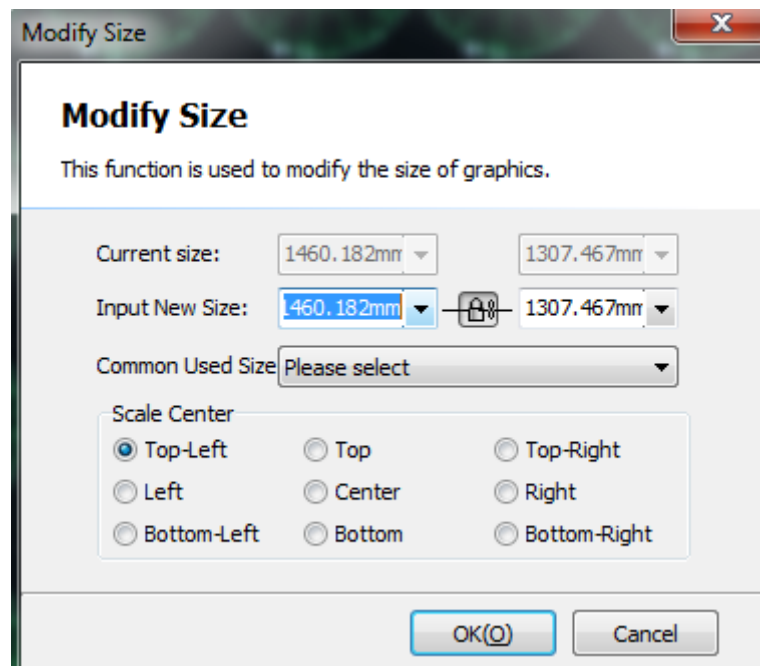 Modify Size
Modify Size
This function is used to modify the size of graphics.
Current size: 1460.182mm 1307.467mm
Input New Size: 1460.182mm 1307.467mm
Common Used Size Please select
Scale Center
Top-Left Top Top-Right
Left Center Right
Bottom-Left Bottom Bottom-Right
OK(O) Cancel